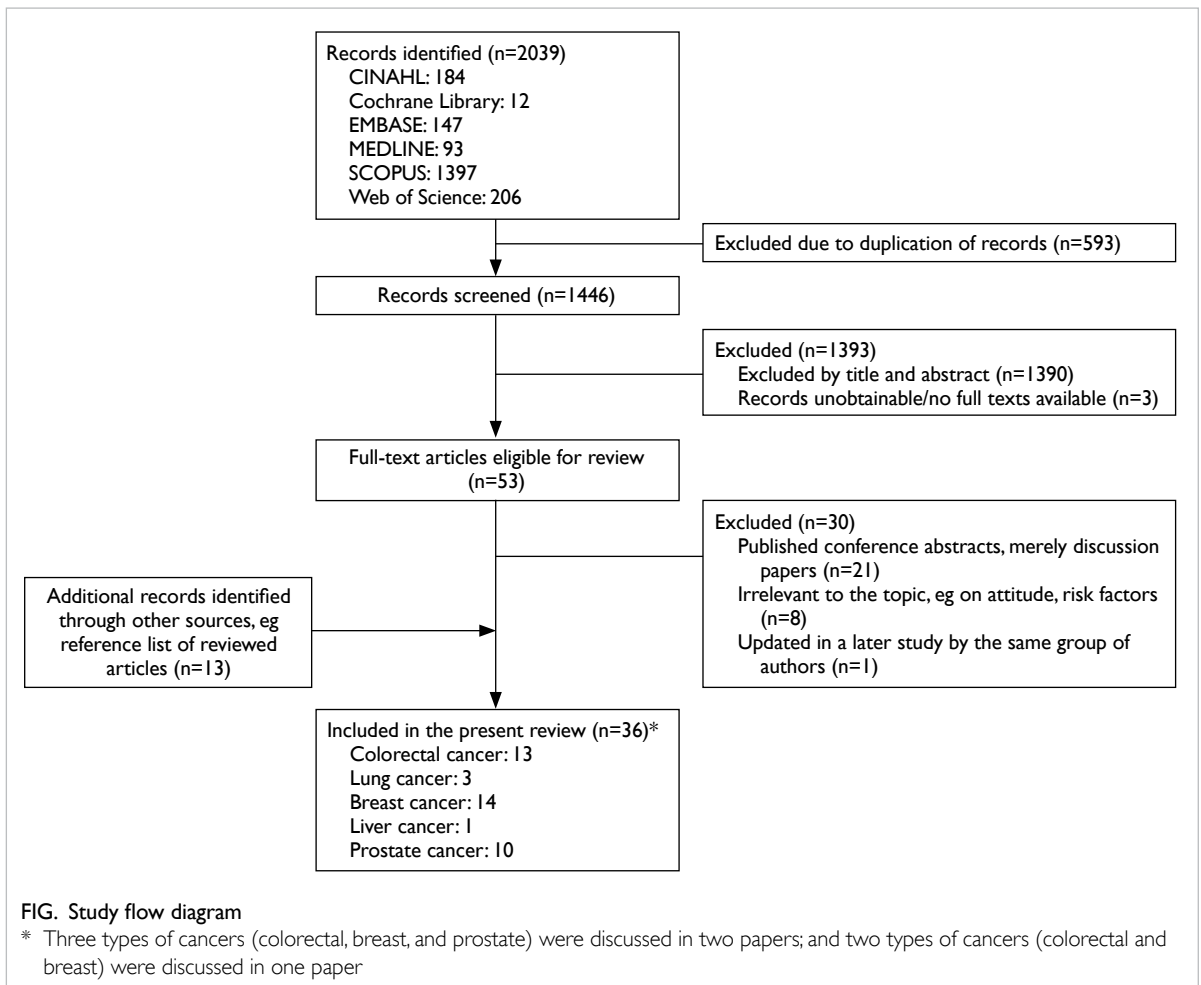 Records identified (n=2039)
CINAHL: 184
Cochrane Library: 12
EMBASE: 147
MEDLINE: 93
SCOPUS: 1397
Web of Science: 206
Excluded due to duplication of records (n=593)
Records screened (n=1446)
Excluded (n=1393)
Excluded by title and abstract (n=1390)
Records unobtainable/no full texts available (n=3)
Full-text articles eligible for review
(n=53)
Excluded (n=30)
Published conference abstracts, merely discussion
papers (n=21)
Irrelevant to the topic, eg on attitude, risk factors
(n=8)
Updated in a later study by the same group of
authors (n=1)
Additional records identified
through other sources, eg
reference list of reviewed
articles (n=13)
Included in the present review (n=36)*
Colorectal cancer: 13
Lung cancer: 3
Breast cancer: 14
Liver cancer: 1
Prostate cancer: 10
FIG. Study flow diagram
* Three types of cancers (colorectal, breast, and prostate) were discussed in two papers; and two types of cancers (colorectal and
breast) were discussed in one paper